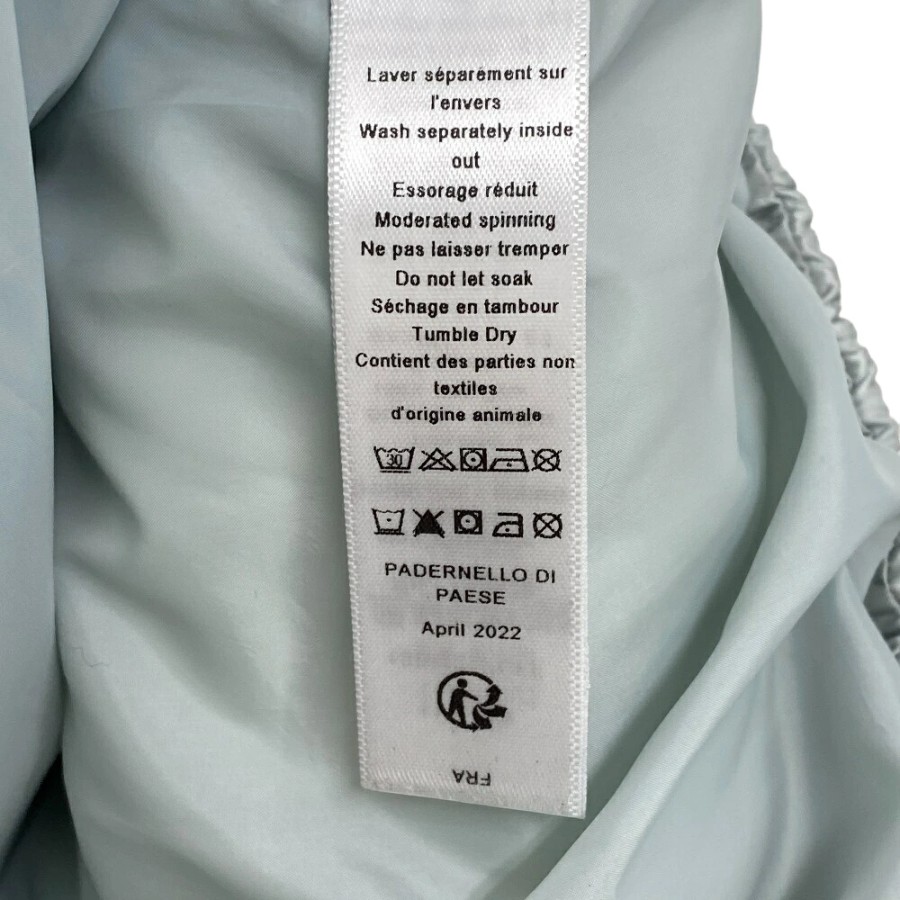 Laver séparément sur
l'envers
Wash separately inside
out
Essorage réduit
Moderated spinning
Ne pas laisser tremper
Do not let soak
Séchage en tambour
Tumble Dry
Contient des parties non
textiles
d'origine animale
30
PADERNELLO DI
PAESE
April 2022
FRA